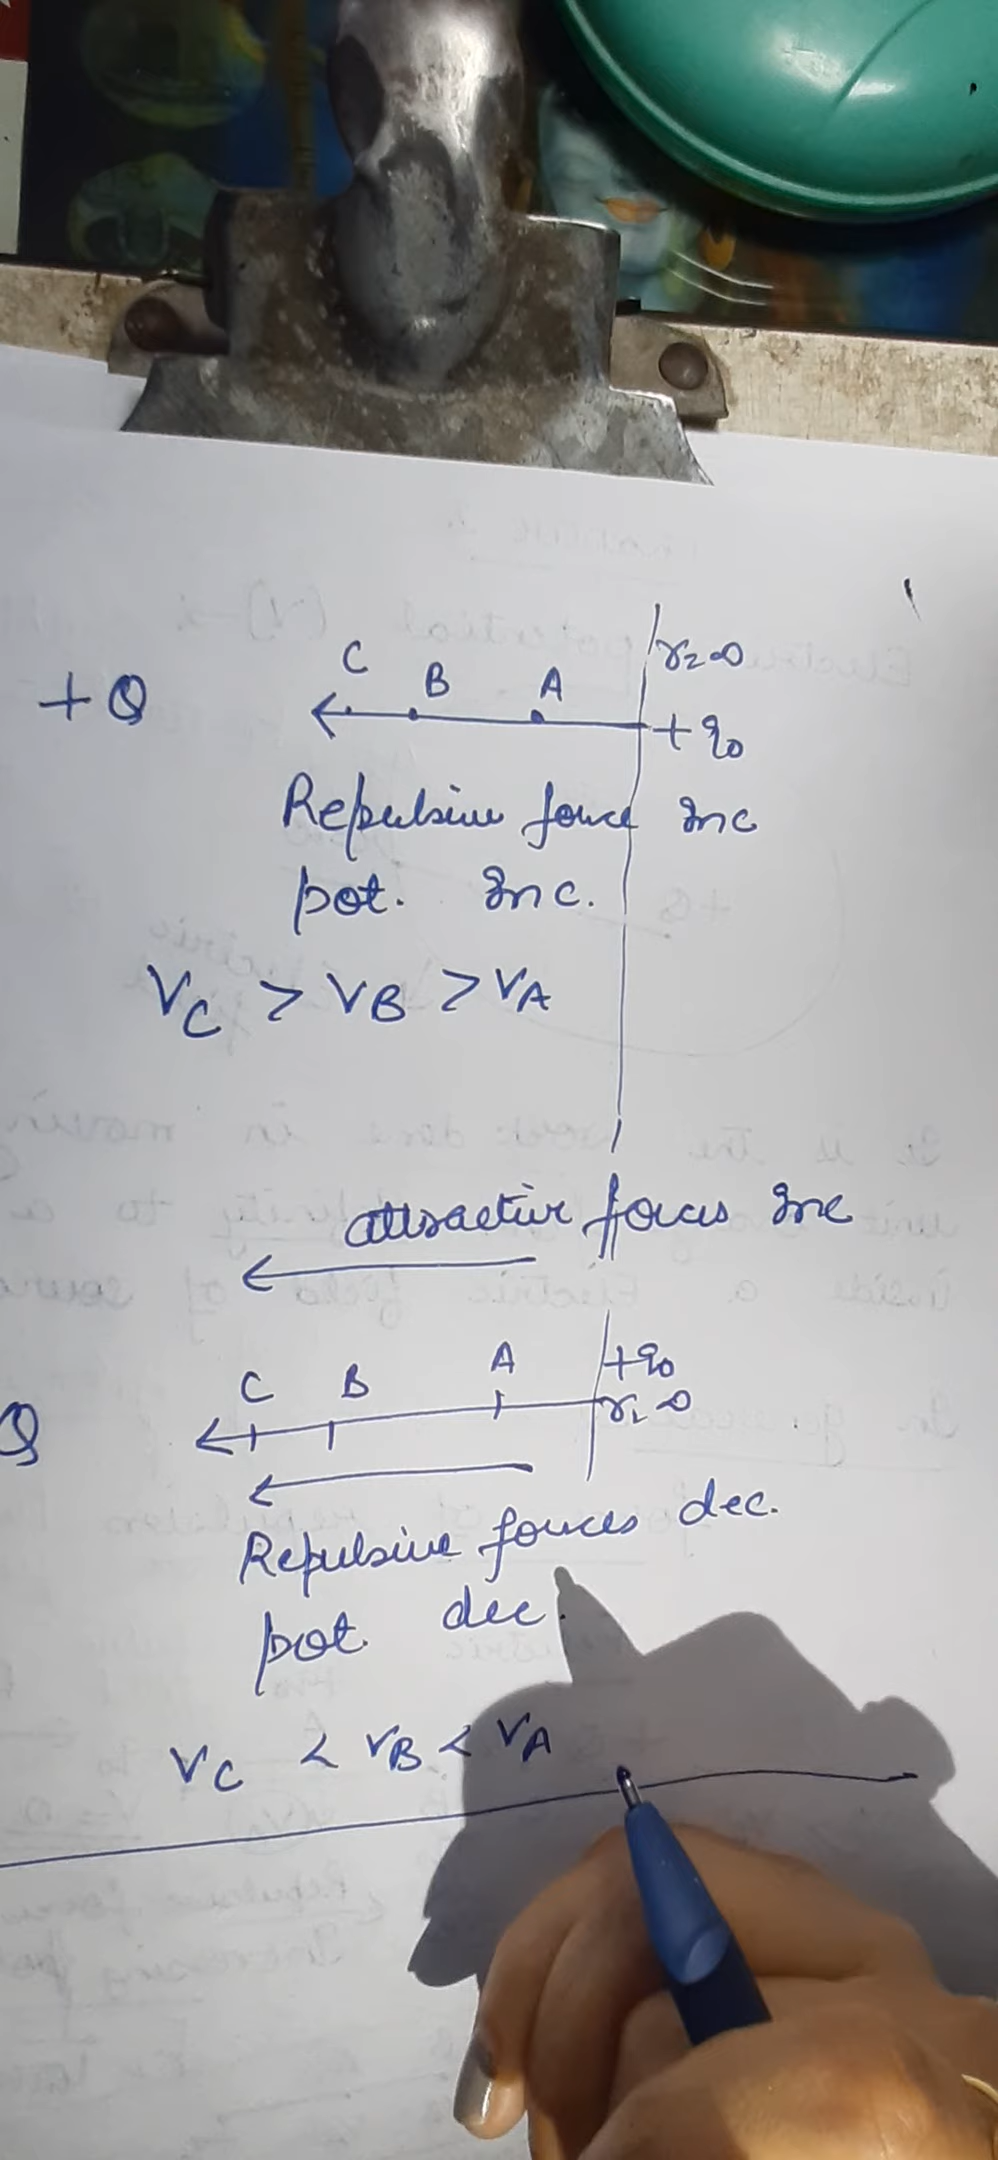 C B A r = ∞
+Q +q₀
Repulsive force Inc
pot. Inc.
V_C > V_B > V_A
attractive forces Inc
C B A +q₀
Q r = ∞
Repulsive forces dec.
pot dec.
V_C < V_B < V_A